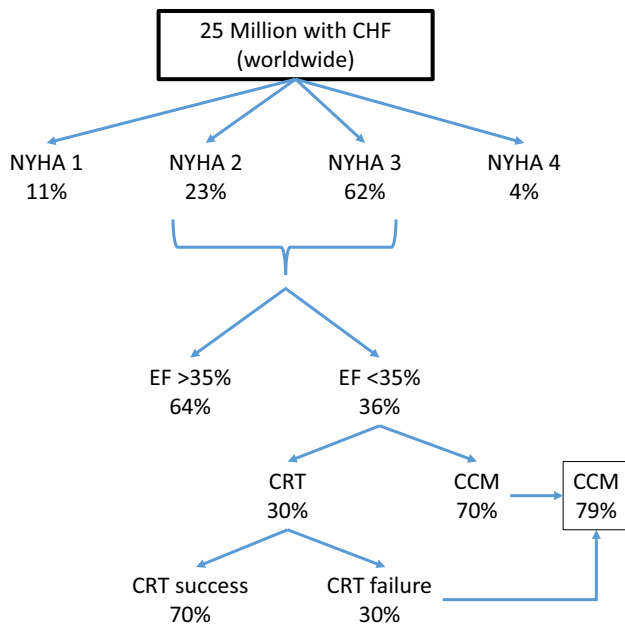 25 Million with CHF
(worldwide)
NYHA 1
11%
NYHA 2
23%
NYHA 3
62%
NYHA 4
4%
EF >35%
64%
EF <35%
36%
CRT
30%
CCM
70%
CCM
79%
CRT success
70%
CRT failure
30%